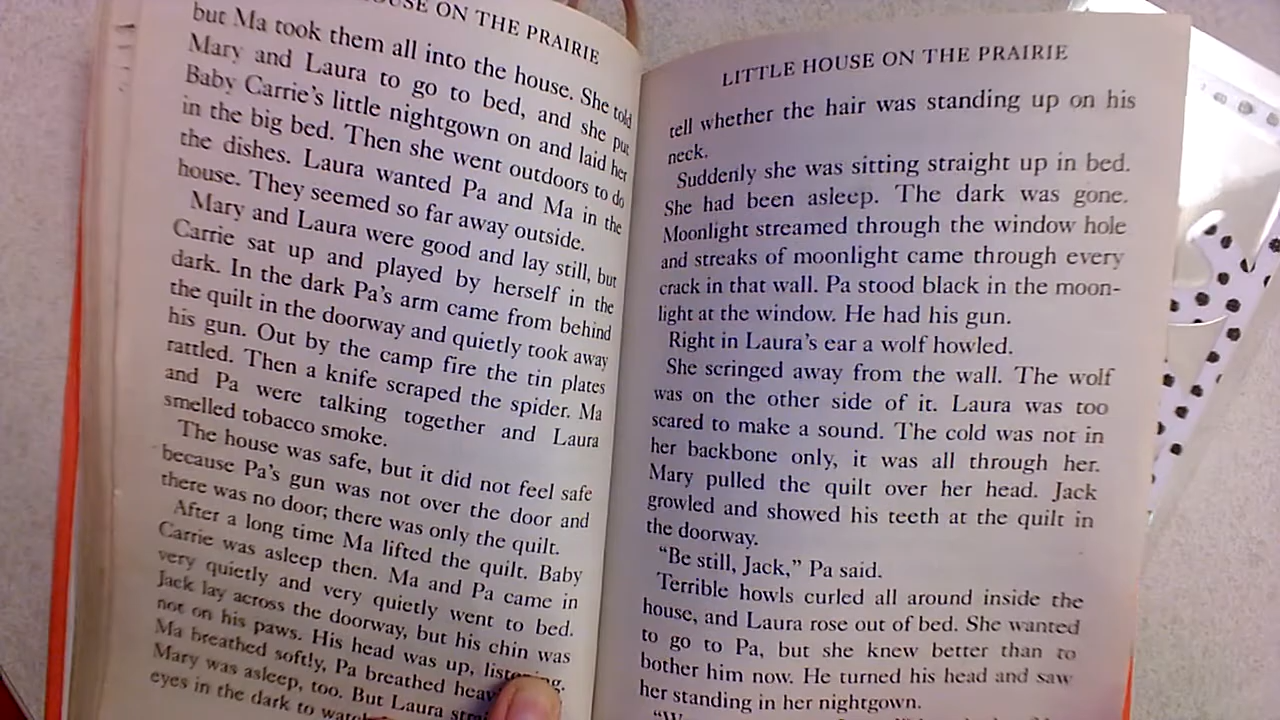 HOUSE ON THE PRAIRIE
but Ma took them all into the house. She told
Mary and Laura to go to bed, and she put
Baby Carrie's little nightgown on and laid her
in the big bed. Then she went outdoors to do
the dishes. Laura wanted Pa and Ma in the
house. They seemed so far away outside.
Mary and Laura were good and lay still, but
Carrie sat up and played by herself in the
dark. In the dark Pa's arm came from behind
the quilt in the doorway and quietly took away
his gun. Out by the camp fire the tin plates
rattled. Then a knife scraped the spider. Ma
and Pa were talking together and Laura
smelled tobacco smoke.
The house was safe, but it did not feel safe
because Pa's gun was not over the door and
there was no door; there was only the quilt.
After a long time Ma lifted the quilt. Baby
Carrie was asleep then. Ma and Pa came in
very quietly and very quietly went to bed.
Jack lay across the doorway, but his chin was
not on his paws. His head was up, listening.
Ma breathed softly, Pa breathed
Mary was asleep, too. But Laura
eyes in the dark to
LITTLE HOUSE ON THE PRAIRIE
tell whether the hair was standing up on his
neck.
Suddenly she was sitting straight up in bed.
She had been asleep. The dark was gone.
Moonlight streamed through the window hole
and streaks of moonlight came through every
crack in that wall. Pa stood black in the moon-
light at the window. He had his gun.
Right in Laura's ear a wolf howled.
She scringed away from the wall. The wolf
was on the other side of it. Laura was too
scared to make a sound. The cold was not in
her backbone only, it was all through her.
Mary pulled the quilt over her head. Jack
growled and showed his teeth at the quilt in
the doorway.
"Be still, Jack," Pa said.
Terrible howls curled all around inside the
house, and Laura rose out of bed. She wanted
to go to Pa, but she knew better than to
bother him now. He turned his head and saw
her standing in her nightgown.